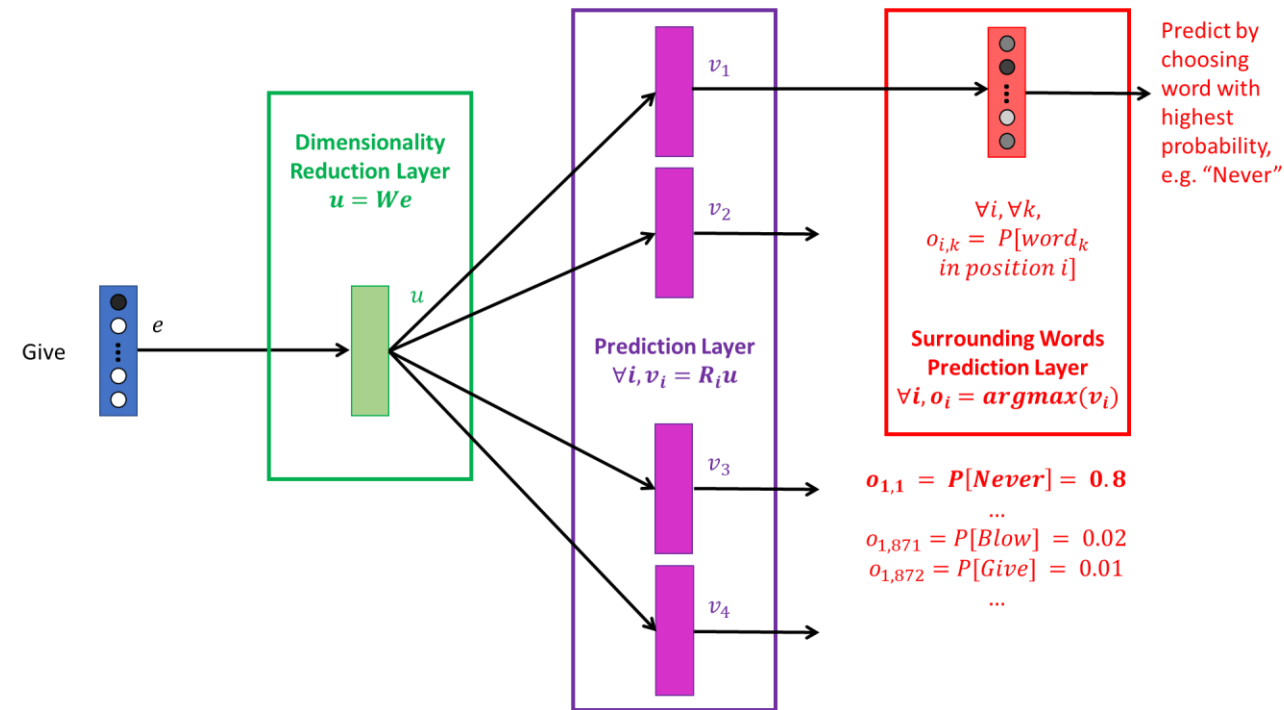 Give
e
Dimensionality
Reduction Layer
u = We
u
v₁
v₂
Prediction Layer
∀i, vᵢ = Rᵢu
v₃
v₄
∀i, ∀k,
oᵢ,ₖ = P[wordₖ
in position i]
Surrounding Words
Prediction Layer
∀i, oᵢ = argmax(vᵢ)
Predict by
choosing
word with
highest
probability,
e.g. “Never”
o₁,₁ = P[Never] = 0.8
...
o₁,₈₇₁ = P[Blow] = 0.02
o₁,₈₇₂ = P[Give] = 0.01
...